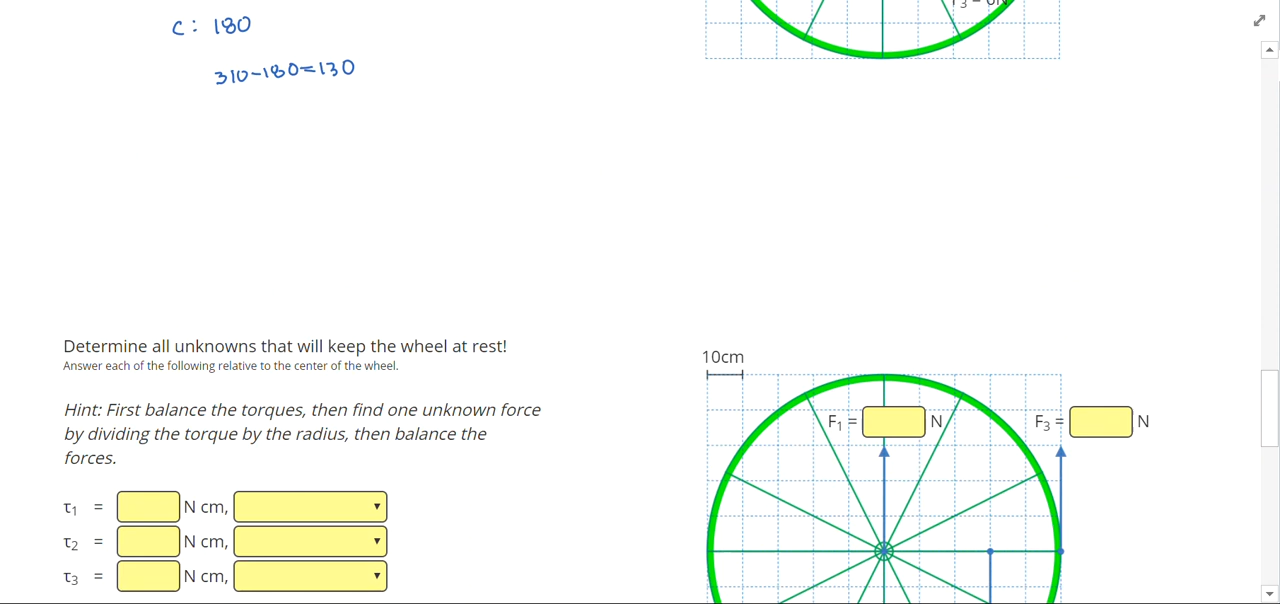 C: 180
310-180=130
Determine all unknowns that will keep the wheel at rest!
Answer each of the following relative to the center of the wheel.
10cm
Hint: First balance the torques, then find one unknown force
by dividing the torque by the radius, then balance the
forces.
F₁ = N
F₃ = N
τ₁ = N cm,
τ₂ = N cm,
τ₃ = N cm,